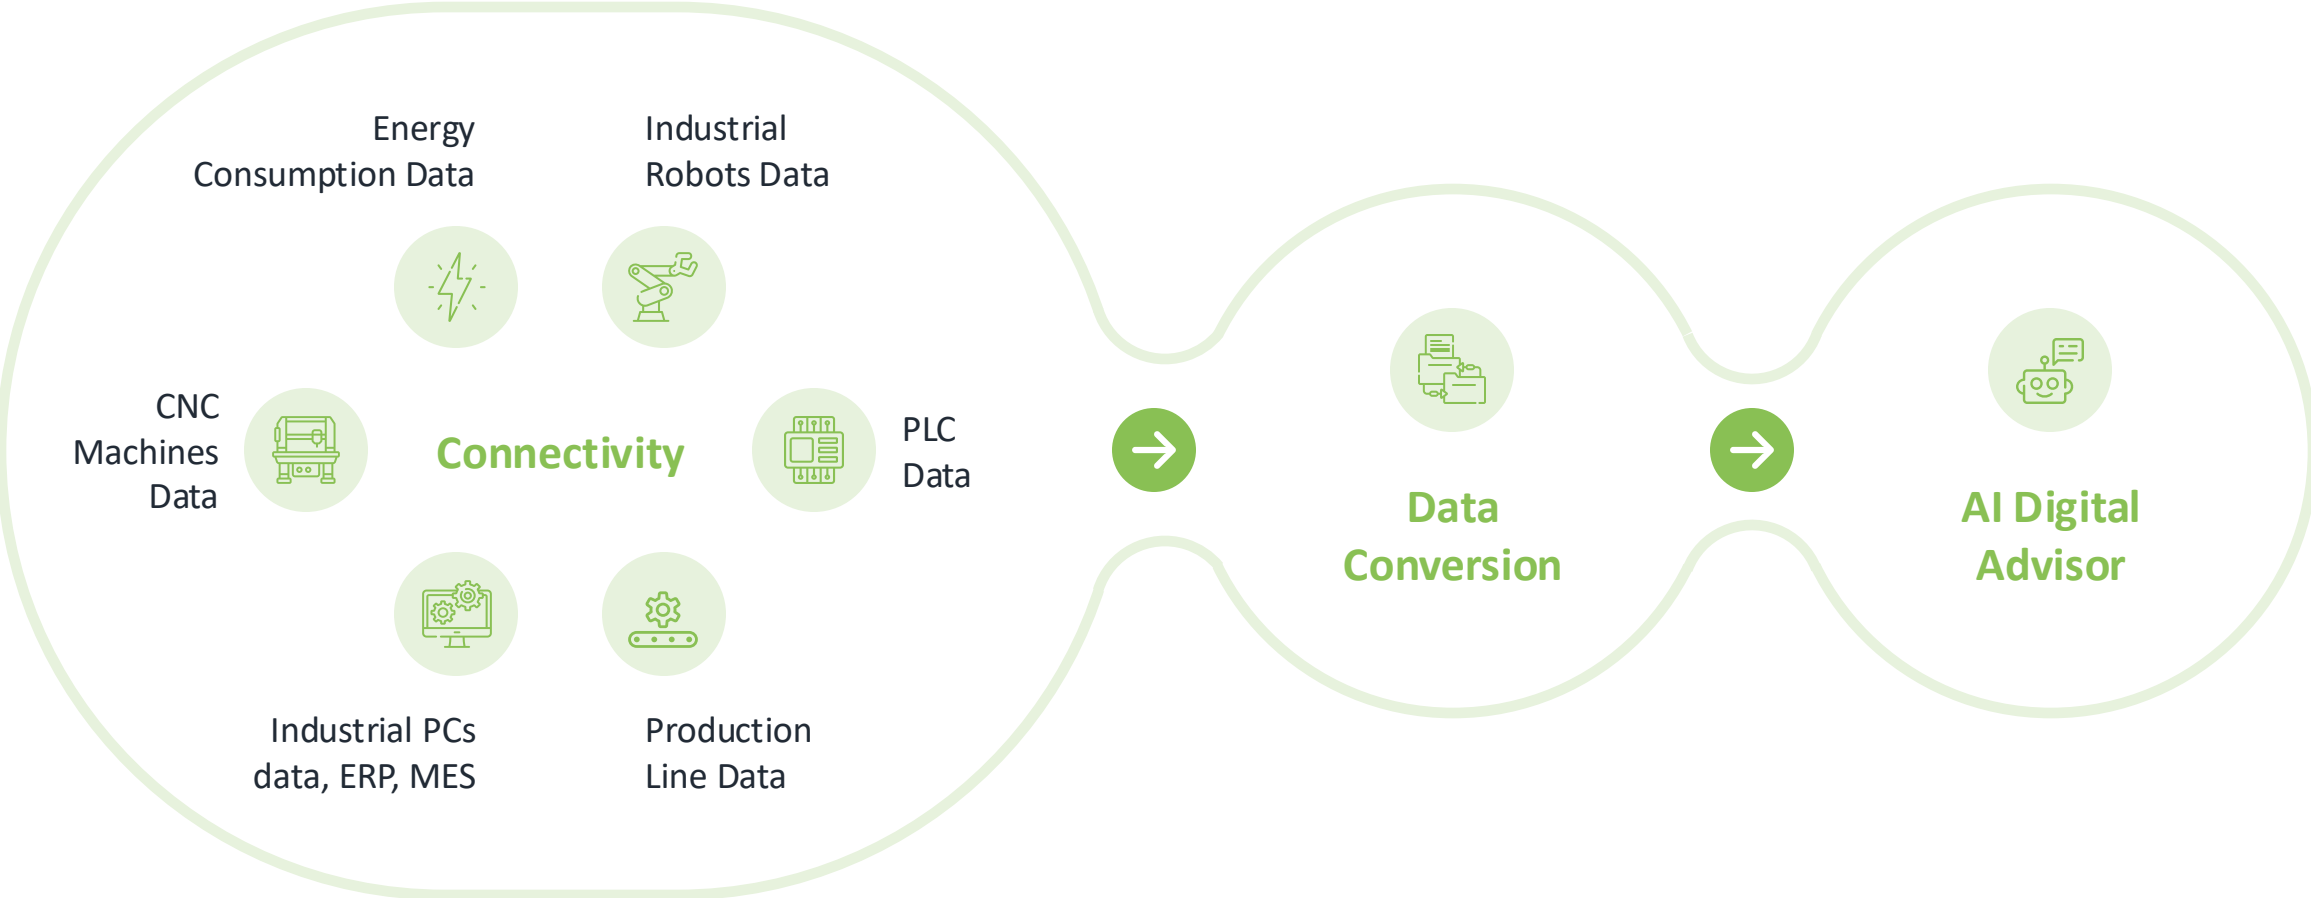 Energy
Consumption Data
Industrial
Robots Data
CNC
Machines
Data
Connectivity
PLC
Data
Industrial PCs
data, ERP, MES
Production
Line Data
Data
Conversion
AI Digital
Advisor